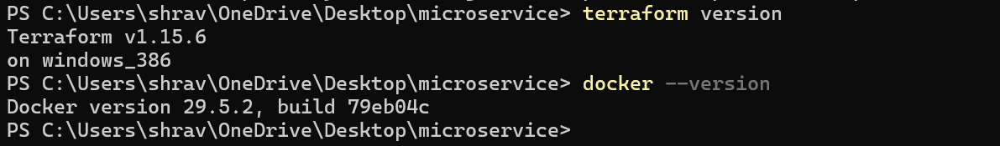 PS C:\Users\shrav\OneDrive\Desktop\microservice> terraform version
Terraform v1.15.6
on windows_386
PS C:\Users\shrav\OneDrive\Desktop\microservice> docker --version
Docker version 29.5.2, build 79eb04c
PS C:\Users\shrav\OneDrive\Desktop\microservice>